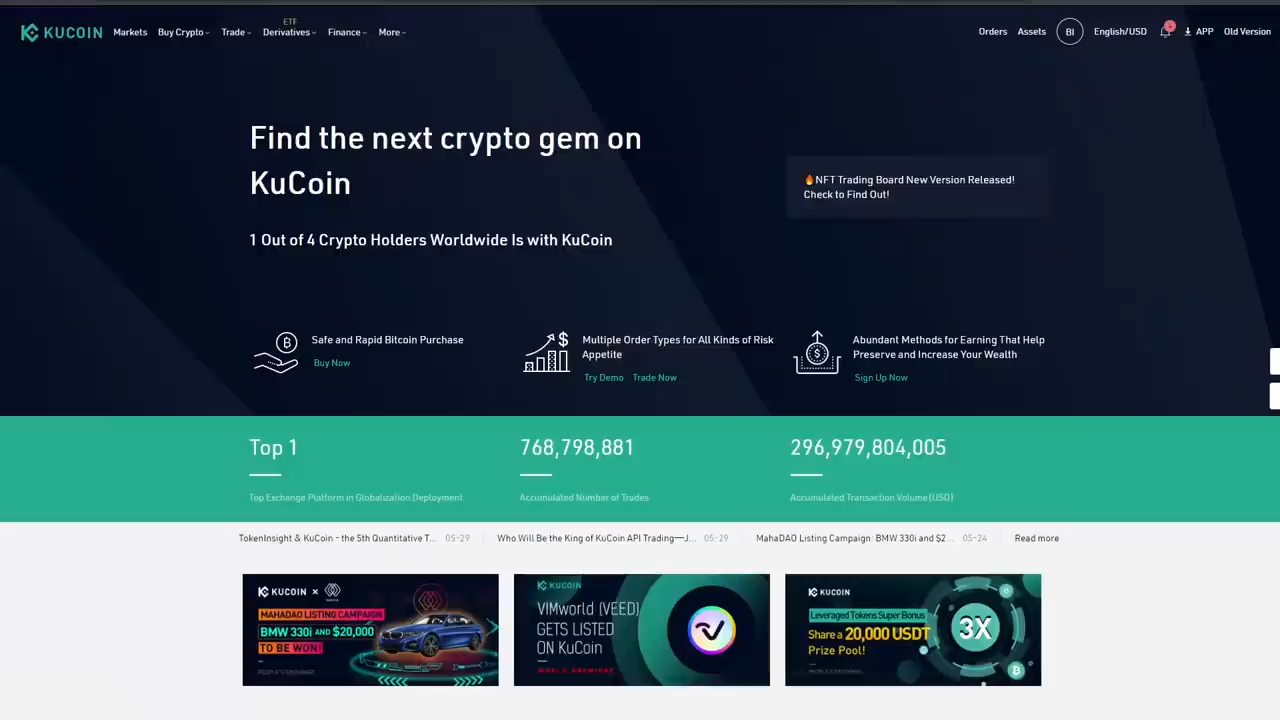 ETF
KUCOIN Markets Buy Crypto Trade Derivatives Finance More Orders Assets BI English/USD APP Old Version
Find the next crypto gem on
KuCoin
1 Out of 4 Crypto Holders Worldwide Is with KuCoin
🔥NFT Trading Board New Version Released!
Check to Find Out!
Safe and Rapid Bitcoin Purchase
Buy Now
Multiple Order Types for All Kinds of Risk
Appetite
Try Demo Trade Now
Abundant Methods for Earning That Help
Preserve and Increase Your Wealth
Sign Up Now
Top 1
Top Exchange Platform in Globalization Deployment
768,798,881
Accumulated Number of Trades
296,979,804,005
Accumulated Transaction Volume(USD)
TokenInsight & KuCoin - the 5th Quantitative T... 05-29
Who Will Be the King of KuCoin API Trading—J... 05-29
MahaDAO Listing Campaign: BMW 330i and $2... 05-24
Read more
KUCOIN ×
MAHADAO LISTING CAMPAIGN
BMW 330i AND $20,000
TO BE WON!
KUCOIN
VIMworld (VEED)
GETS LISTED
ON KuCoin
WORLD PREMIERE
KUCOIN
Leveraged Tokens Super Bonus
Share a 20,000 USDT
Prize Pool!
3X